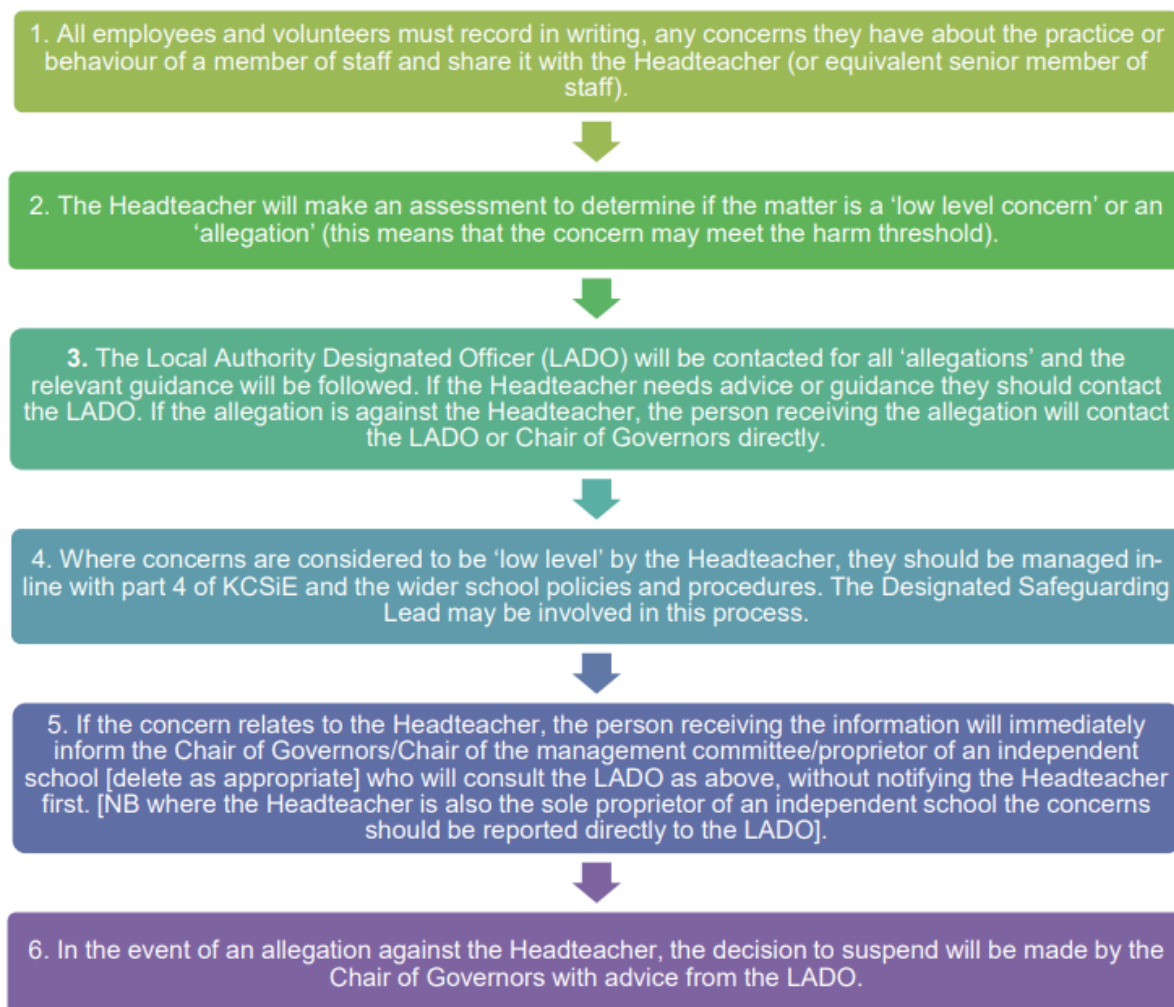 1. All employees and volunteers must record in writing, any concerns they have about the practice or
behaviour of a member of staff and share it with the Headteacher (or equivalent senior member of
staff).
2. The Headteacher will make an assessment to determine if the matter is a ‘low level concern’ or an
‘allegation’ (this means that the concern may meet the harm threshold).
3. The Local Authority Designated Officer (LADO) will be contacted for all ‘allegations’ and the
relevant guidance will be followed. If the Headteacher needs advice or guidance they should contact
the LADO. If the allegation is against the Headteacher, the person receiving the allegation will contact
the LADO or Chair of Governors directly.
4. Where concerns are considered to be ‘low level’ by the Headteacher, they should be managed in-
line with part 4 of KCSiE and the wider school policies and procedures. The Designated Safeguarding
Lead may be involved in this process.
5. If the concern relates to the Headteacher, the person receiving the information will immediately
inform the Chair of Governors/Chair of the management committee/proprietor of an independent
school [delete as appropriate] who will consult the LADO as above, without notifying the Headteacher
first. [NB where the Headteacher is also the sole proprietor of an independent school the concerns
should be reported directly to the LADO].
6. In the event of an allegation against the Headteacher, the decision to suspend will be made by the
Chair of Governors with advice from the LADO.